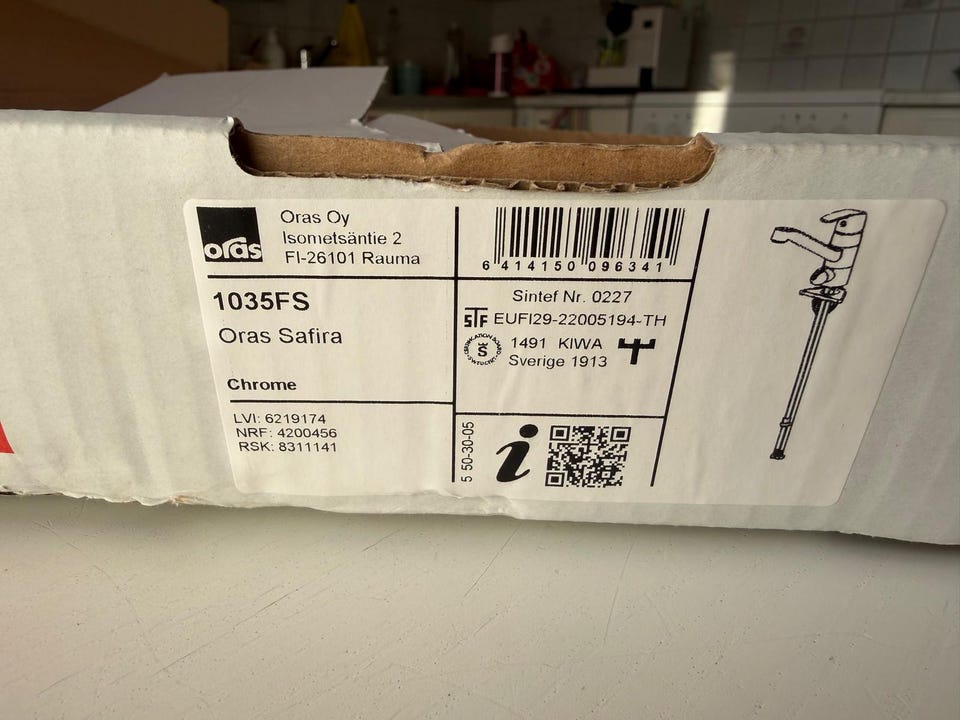 oras
Oras Oy
Isometsäntie 2
FI-26101 Rauma
1035FS
Oras Safira
Chrome
LVI: 6219174
NRF: 4200456
RSK: 8311141
6 414150 096341
Sintef Nr. 0227
STF EUFI29-22005194-TH
1491 KIWA
Sverige 1913
5 50-30-05
i